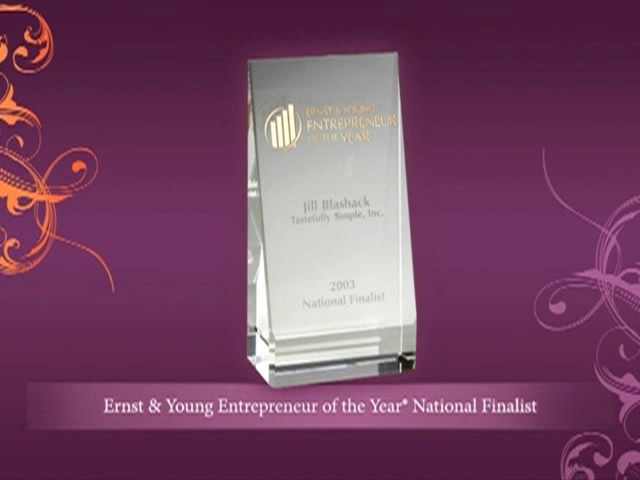 ERNST & YOUNG
ENTREPRENEUR
OF THE YEAR
Jill Blashack
Tastefully Simple, Inc.
2003
National Finalist
Ernst & Young Entrepreneur of the Year® National Finalist